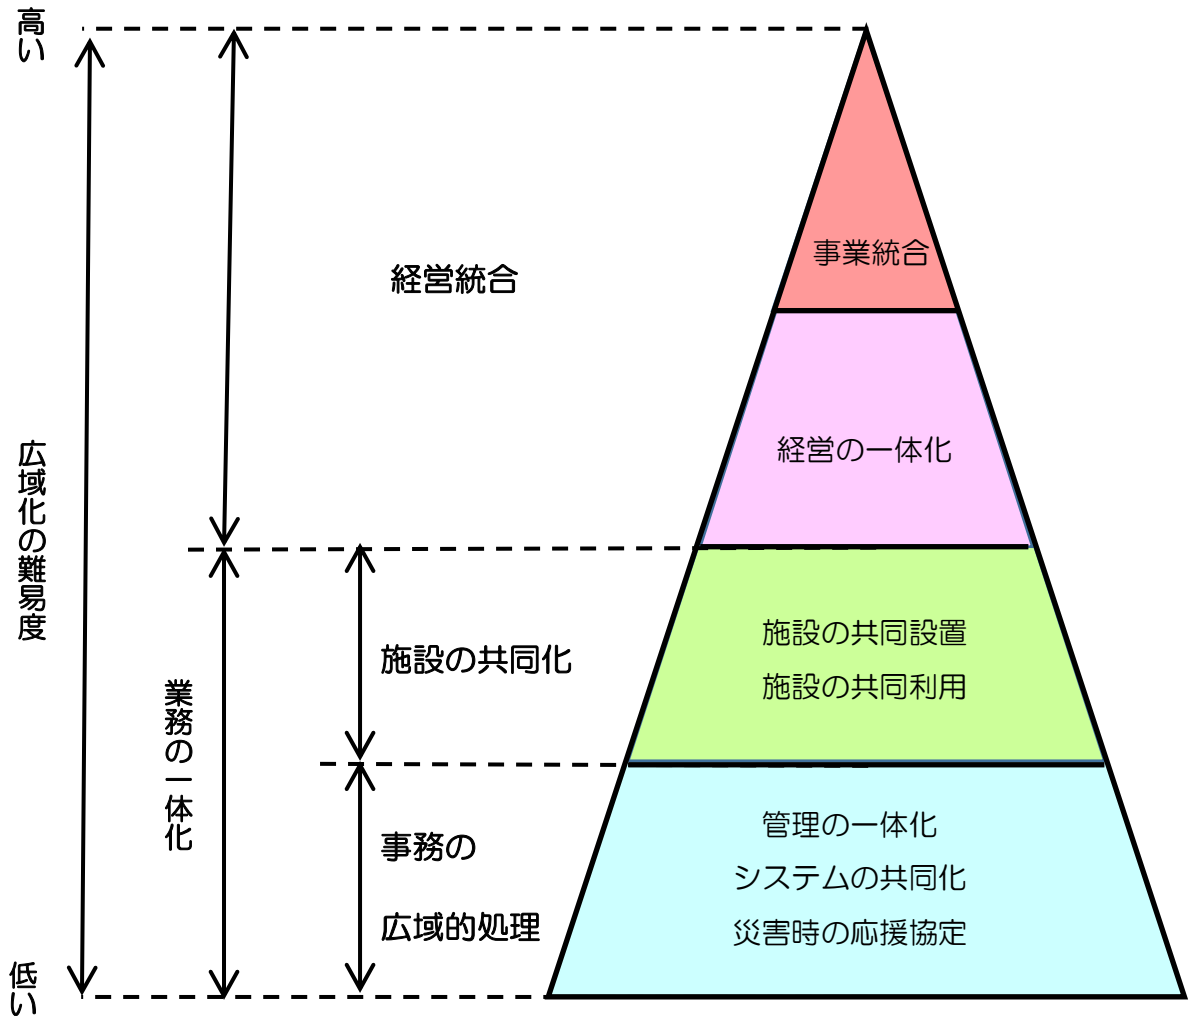 高い
事業統合
経営統合
経営の一体化
広域化の難易度
施設の共同設置
施設の共同化
施設の共同利用
業務の一体化
管理の一体化
事務の
システムの共同化
広域的処理
災害時の応援協定
低い